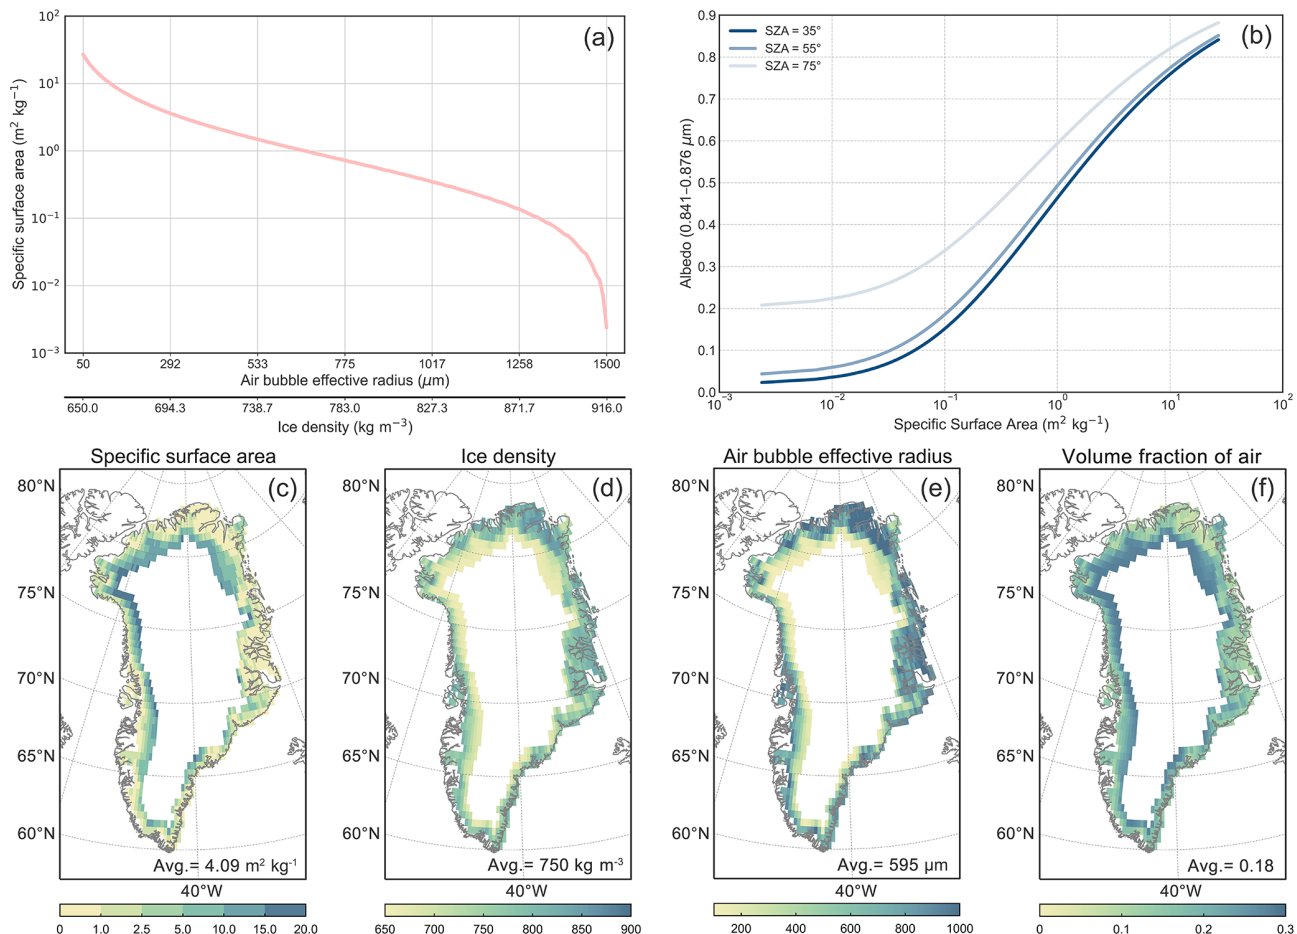 (a)
Specific surface area (m² kg⁻¹)
10²
10¹
10⁰
10⁻¹
10⁻²
10⁻³
50 292 533 775 1017 1258 1500
Air bubble effective radius (μm)
650.0 694.3 738.7 783.0 827.3 871.7 916.0
Ice density (kg m⁻³)
(b)
SZA = 35°
SZA = 55°
SZA = 75°
Albedo (0.841–0.876 μm)
0.9
0.8
0.7
0.6
0.5
0.4
0.3
0.2
0.1
0.0
10⁻³ 10⁻² 10⁻¹ 10⁰ 10¹ 10²
Specific Surface Area (m² kg⁻¹)
Specific surface area
(c)
80°N
75°N
70°N
65°N
60°N
Avg.= 4.09 m² kg⁻¹
40°W
0 1.0 2.5 5.0 10.0 15.0 20.0
Ice density
(d)
80°N
75°N
70°N
65°N
60°N
Avg.= 750 kg m⁻³
40°W
650 700 750 800 850 900
Air bubble effective radius
(e)
80°N
75°N
70°N
65°N
60°N
Avg.= 595 μm
40°W
200 400 600 800 1000
Volume fraction of air
(f)
80°N
75°N
70°N
65°N
60°N
Avg.= 0.18
40°W
0 0.1 0.2 0.3